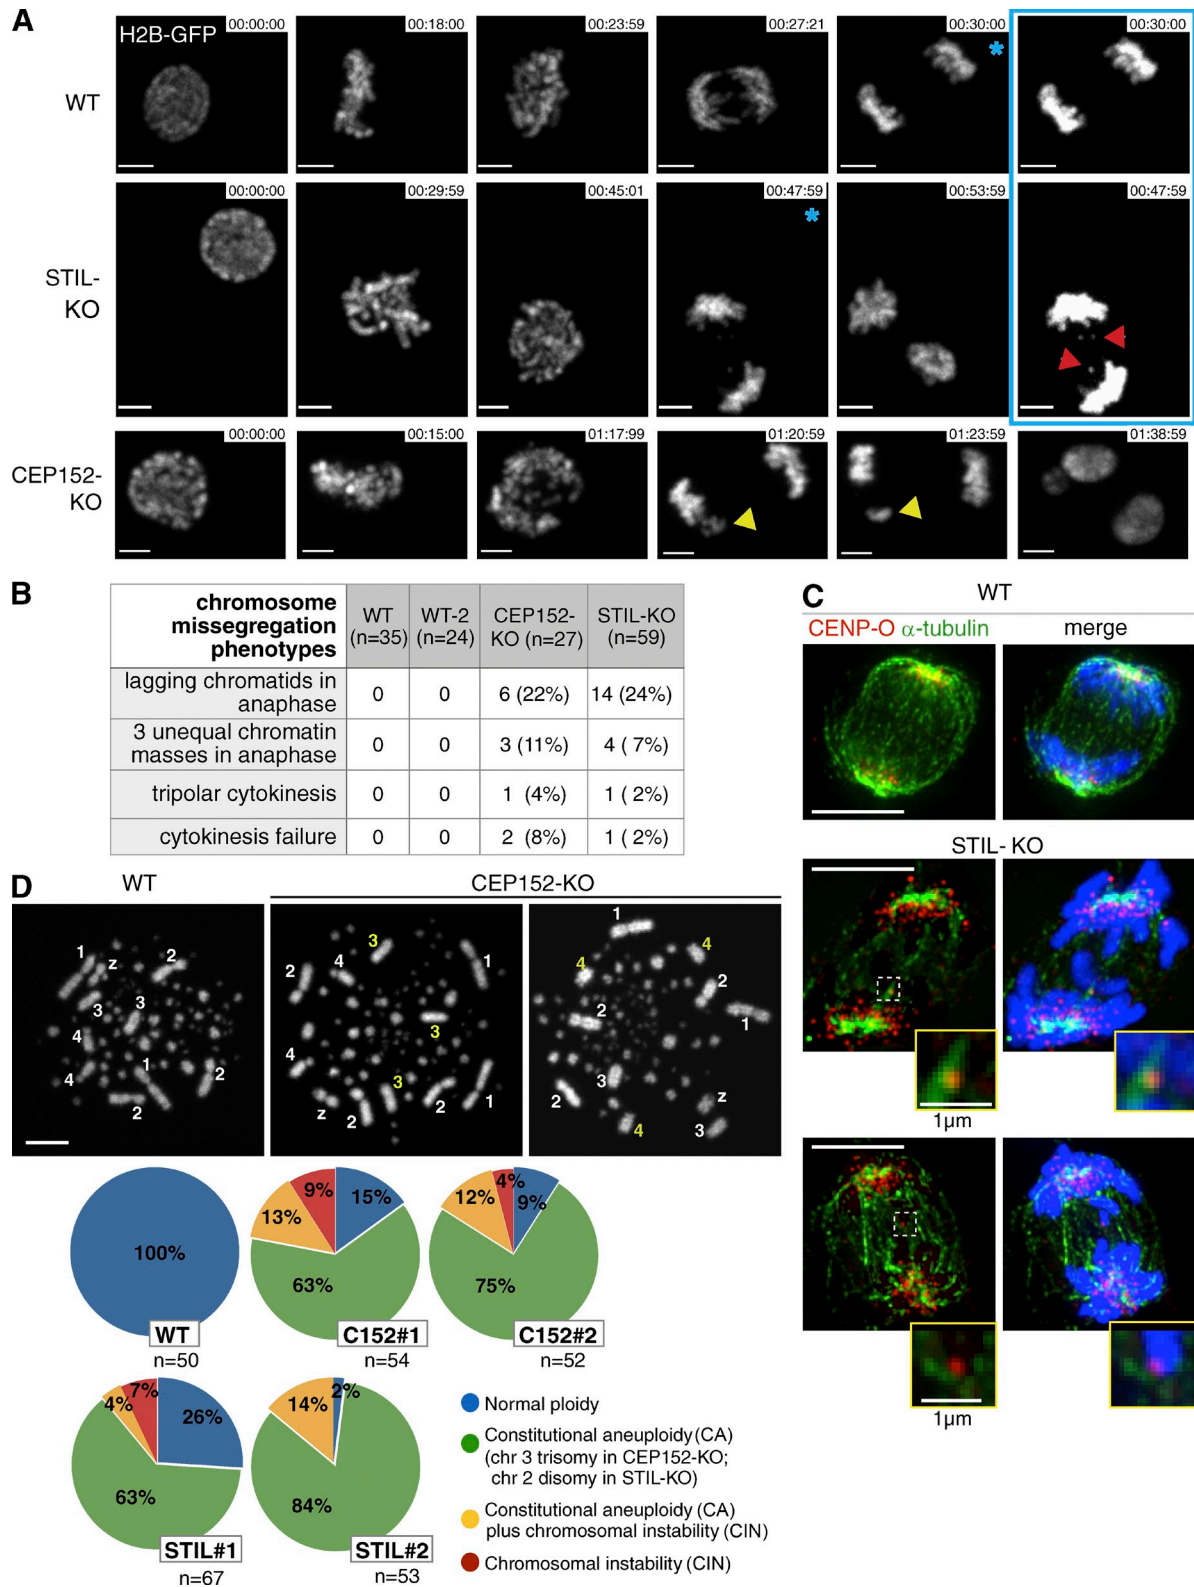 A
H2B-GFP
00:00:00
00:18:00
00:23:59
00:27:21
00:30:00
*
00:30:00
WT
00:00:00
00:29:59
00:45:01
00:47:59
*
00:53:59
00:47:59
STIL-
KO
00:00:00
00:15:00
01:17:99
01:20:59
01:23:59
01:38:59
CEP152-
KO
B
chromosome missegregation phenotypes WT (n=35) WT-2 (n=24) CEP152-KO (n=27) STIL-KO (n=59)
lagging chromatids in anaphase 0 0 6 (22%) 14 (24%)
3 unequal chromatin masses in anaphase 0 0 3 (11%) 4 ( 7%)
tripolar cytokinesis 0 0 1 (4%) 1 ( 2%)
cytokinesis failure 0 0 2 (8%) 1 ( 2%)
C
WT
CENP-O α-tubulin merge
STIL- KO
1µm
1µm
D
WT CEP152-KO
1
z
2
3
3
4
4
1
2
2
3
2
4
1
3
4
3
z
2
2
1
1
4
4
2
2
1
3
2
z
4
3
100%
WT
n=50
9%
15%
13%
63%
C152#1
n=54
4%
12%
9%
75%
C152#2
n=52
7%
4%
26%
63%
STIL#1
n=67
2%
14%
84%
STIL#2
n=53
Normal ploidy
Constitutional aneuploidy (CA)
(chr 3 trisomy in CEP152-KO;
chr 2 disomy in STIL-KO)
Constitutional aneuploidy (CA)
plus chromosomal instability (CIN)
Chromosomal instability (CIN)